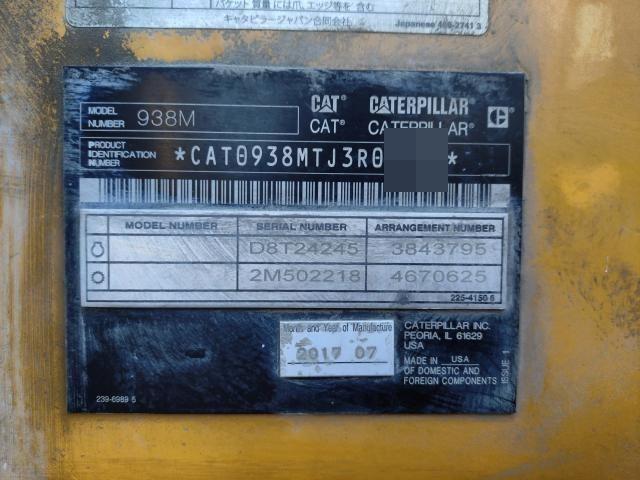 バケット質量には爪、エッジ等を含む
キャタピラージャパン合同会社
Japanese 466-2741 3
MODEL NUMBER 938M
CAT CATERPILLAR
CAT® CATERPILLAR®
PRODUCT IDENTIFICATION NUMBER *CAT0938MTJ3R0 *
MODEL NUMBER SERIAL NUMBER ARRANGEMENT NUMBER
D8T24245 3843795
2M502218 4670625
225-4150 6
Month and Year of Manufacture
2017 07
CATERPILLAR INC.
PEORIA, IL 61629
USA
MADE IN USA
OF DOMESTIC AND
FOREIGN COMPONENTS
ISSUE 1
239-6989 5